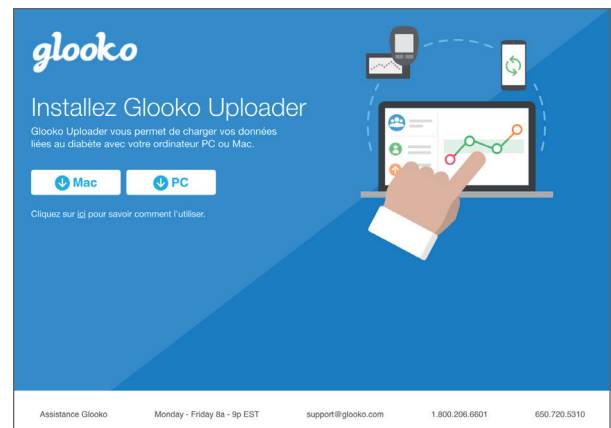 glooko
Installez Glooko Uploader
Glooko Uploader vous permet de charger vos données
liées au diabète avec votre ordinateur PC ou Mac.
Mac PC
Cliquez sur içi pour savoir comment l'utiliser.
Assistance Glooko Monday - Friday 8a - 9p EST support@glooko.com 1.800.206.6601 650.720.5310